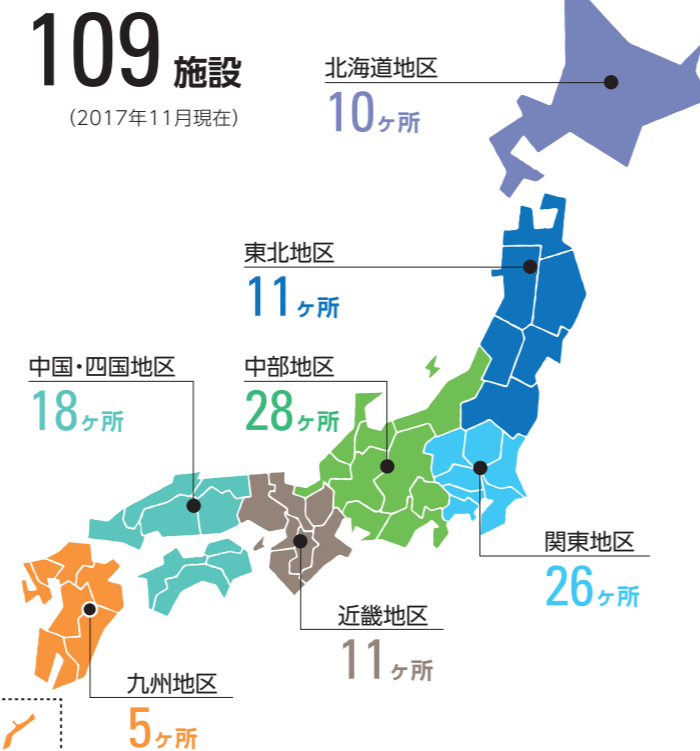 109 施設
（2017年11月現在）
北海道地区
10ヶ所
東北地区
11ヶ所
中国・四国地区
18ヶ所
中部地区
28ヶ所
関東地区
26ヶ所
近畿地区
11ヶ所
九州地区
5ヶ所